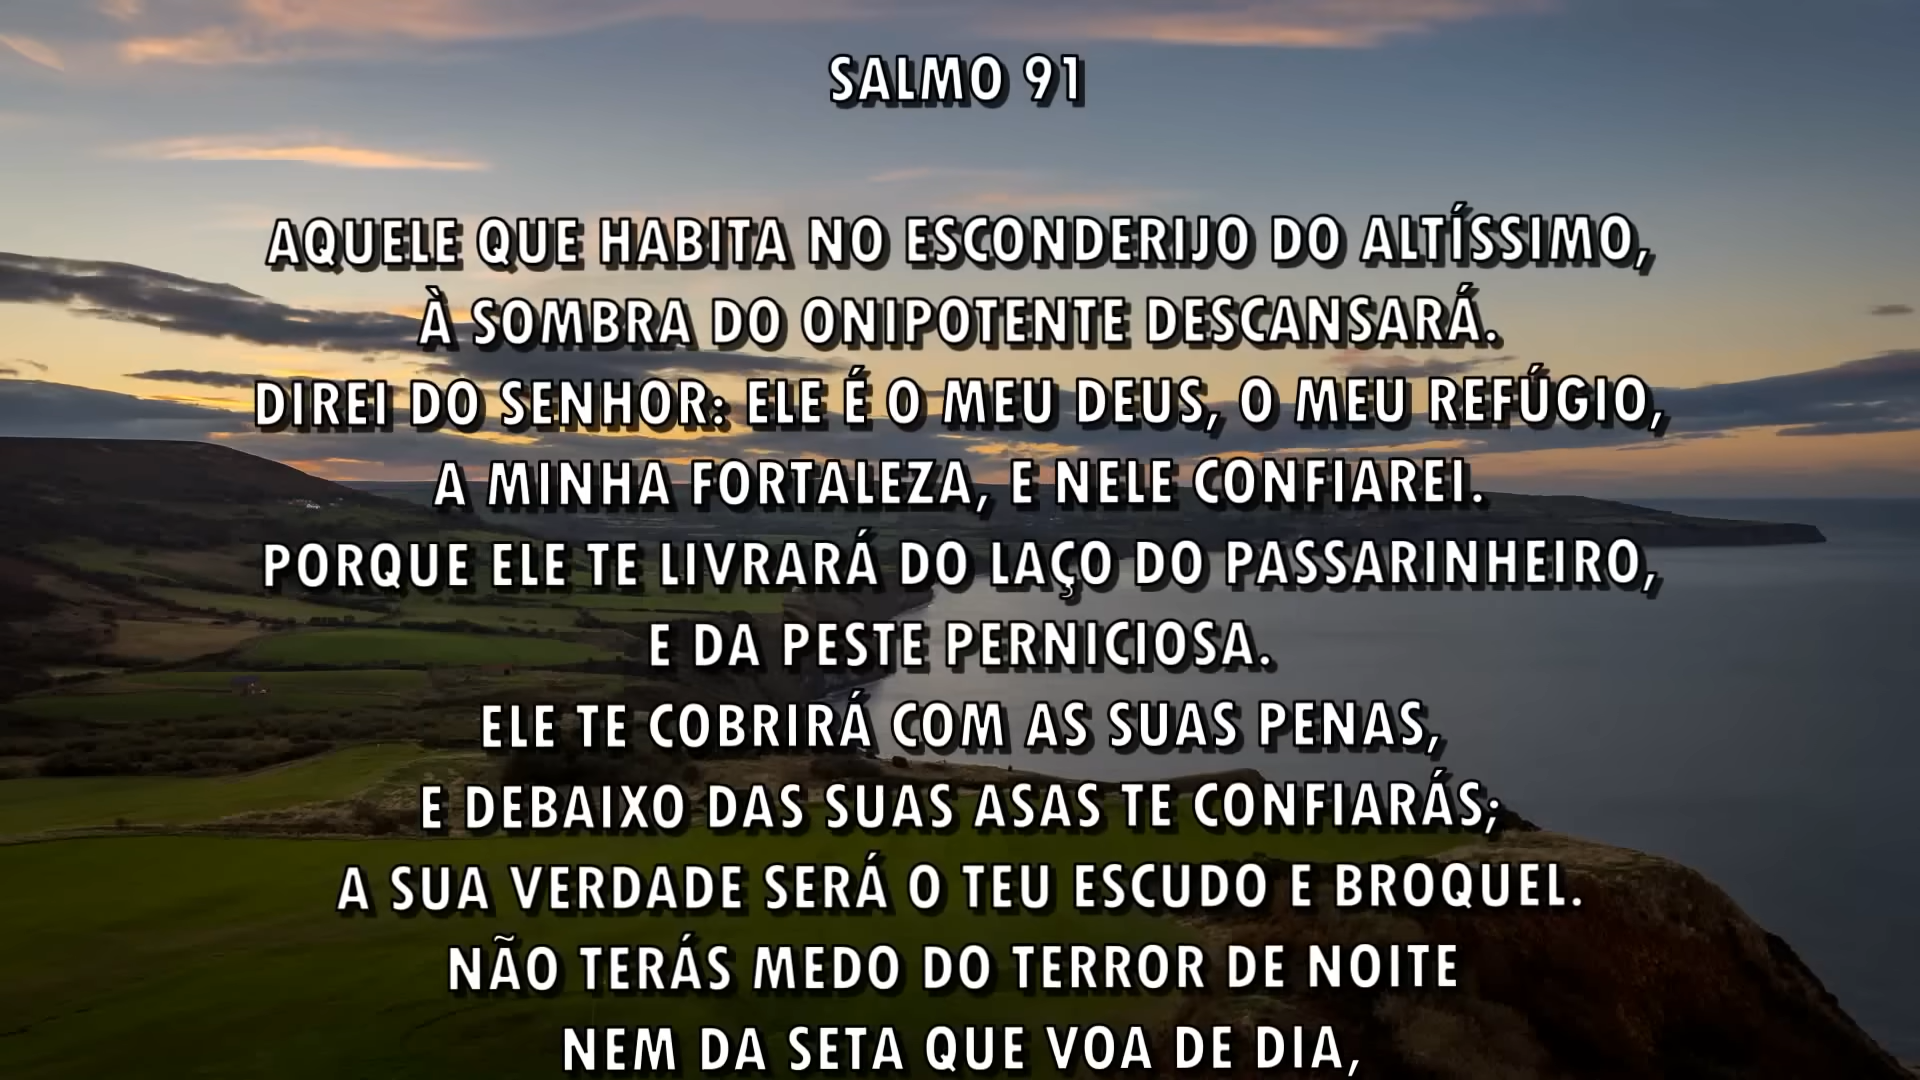 SALMO 91
AQUELE QUE HABITA NO ESCONDERIJO DO ALTÍSSIMO,
À SOMBRA DO ONIPOTENTE DESCANSARÁ.
DIREI DO SENHOR: ELE É O MEU DEUS, O MEU REFÚGIO,
A MINHA FORTALEZA, E NELE CONFIAREI.
PORQUE ELE TE LIVRARÁ DO LAÇO DO PASSARINHEIRO,
E DA PESTE PERNICIOSA.
ELE TE COBRIRÁ COM AS SUAS PENAS,
E DEBAIXO DAS SUAS ASAS TE CONFIARÁS;
A SUA VERDADE SERÁ O TEU ESCUDO E BROQUEL.
NÃO TERÁS MEDO DO TERROR DE NOITE
NEM DA SETA QUE VOA DE DIA,